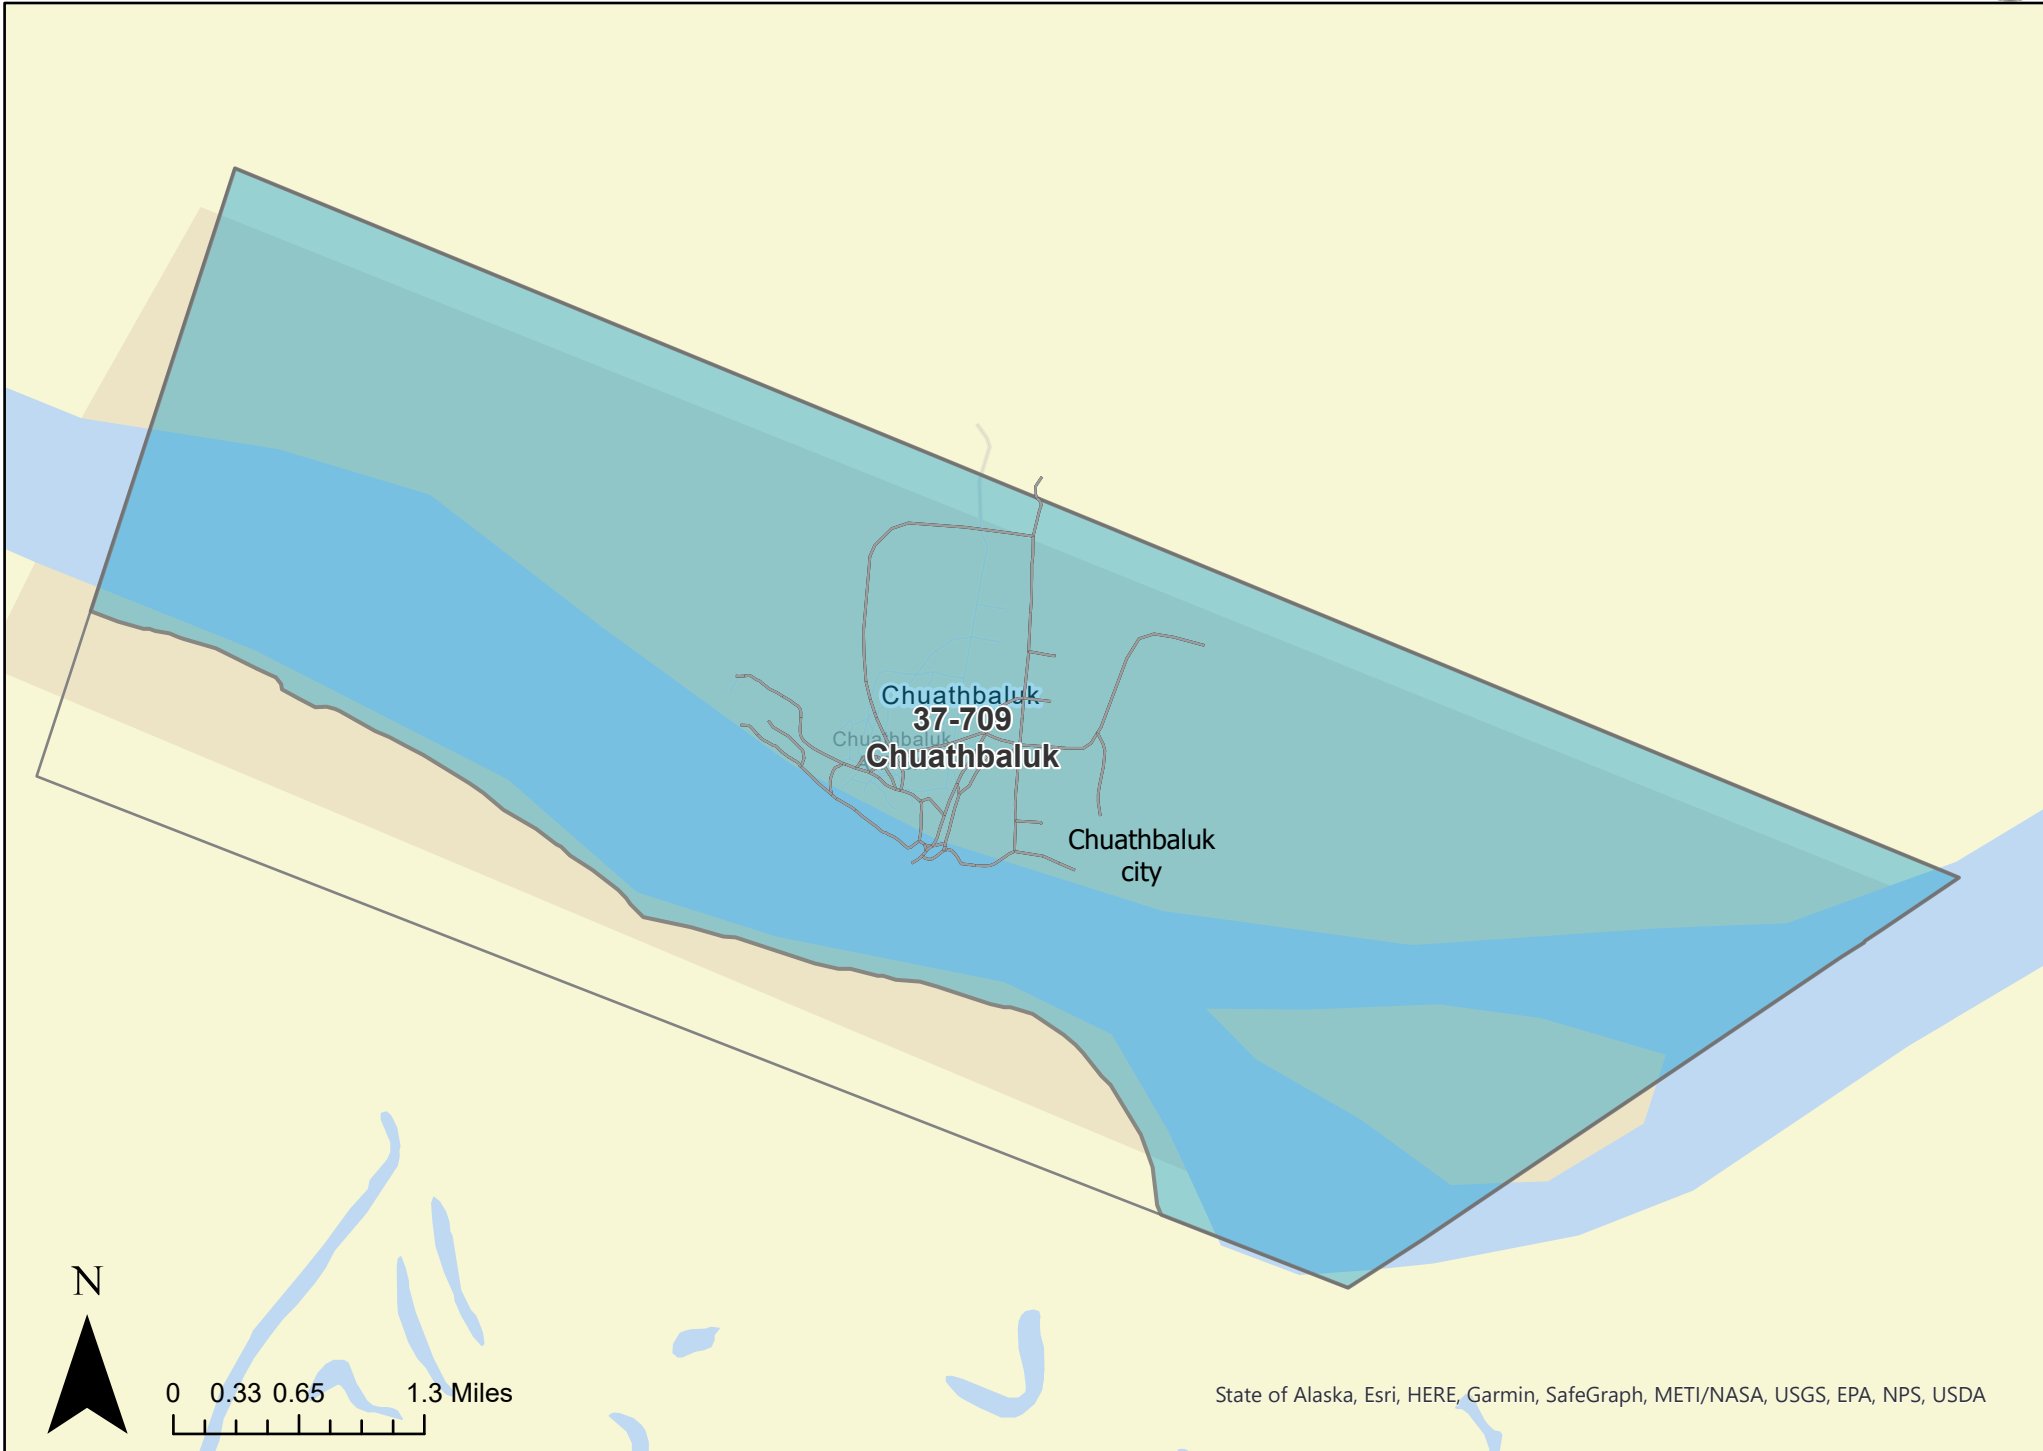 Chuathbaluk
37-709
Chuathbaluk
Chuathbaluk
Chuathbaluk
city
N
0 0.33 0.65 1.3 Miles
State of Alaska, Esri, HERE, Garmin, SafeGraph, METI/NASA, USGS, EPA, NPS, USDA